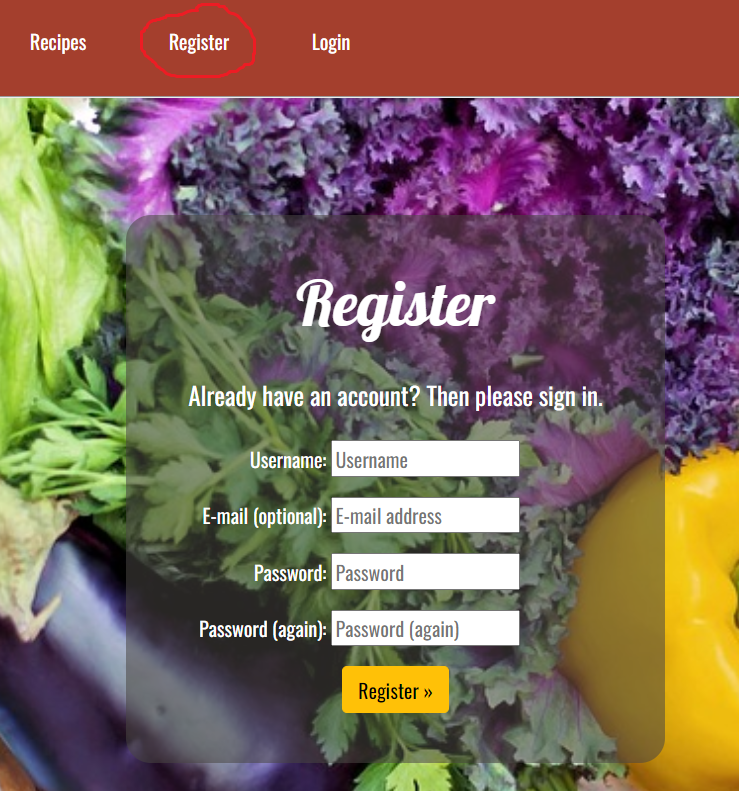 Recipes Register Login
Register
Already have an account? Then please sign in.
Username: Username
E-mail (optional): E-mail address
Password: Password
Password (again): Password (again)
Register »